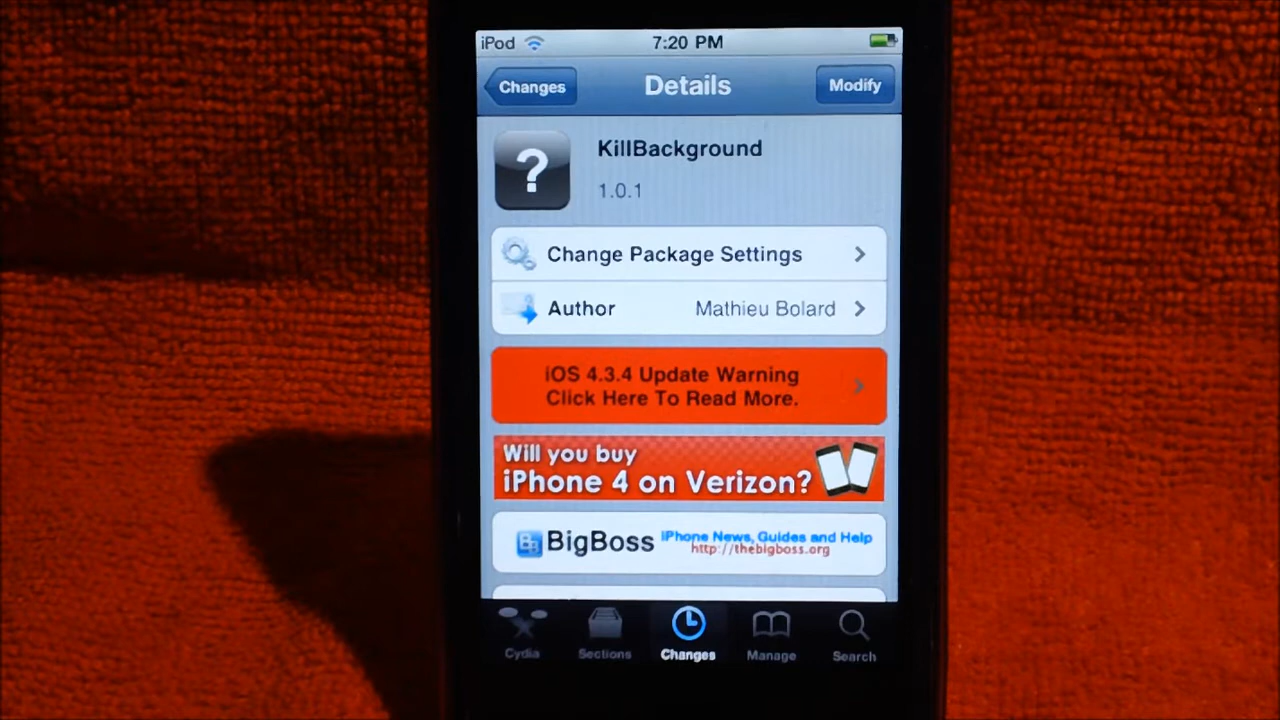 iPod 7:20 PM
Changes Details Modify
?
KillBackground
1.0.1
Change Package Settings
Author Mathieu Bolard
iOS 4.3.4 Update Warning
Click Here To Read More.
Will you buy
iPhone 4 on Verizon?
BB BigBoss iPhone News, Guides and Help
http://thebigboss.org
Cydia Sections Changes Manage Search